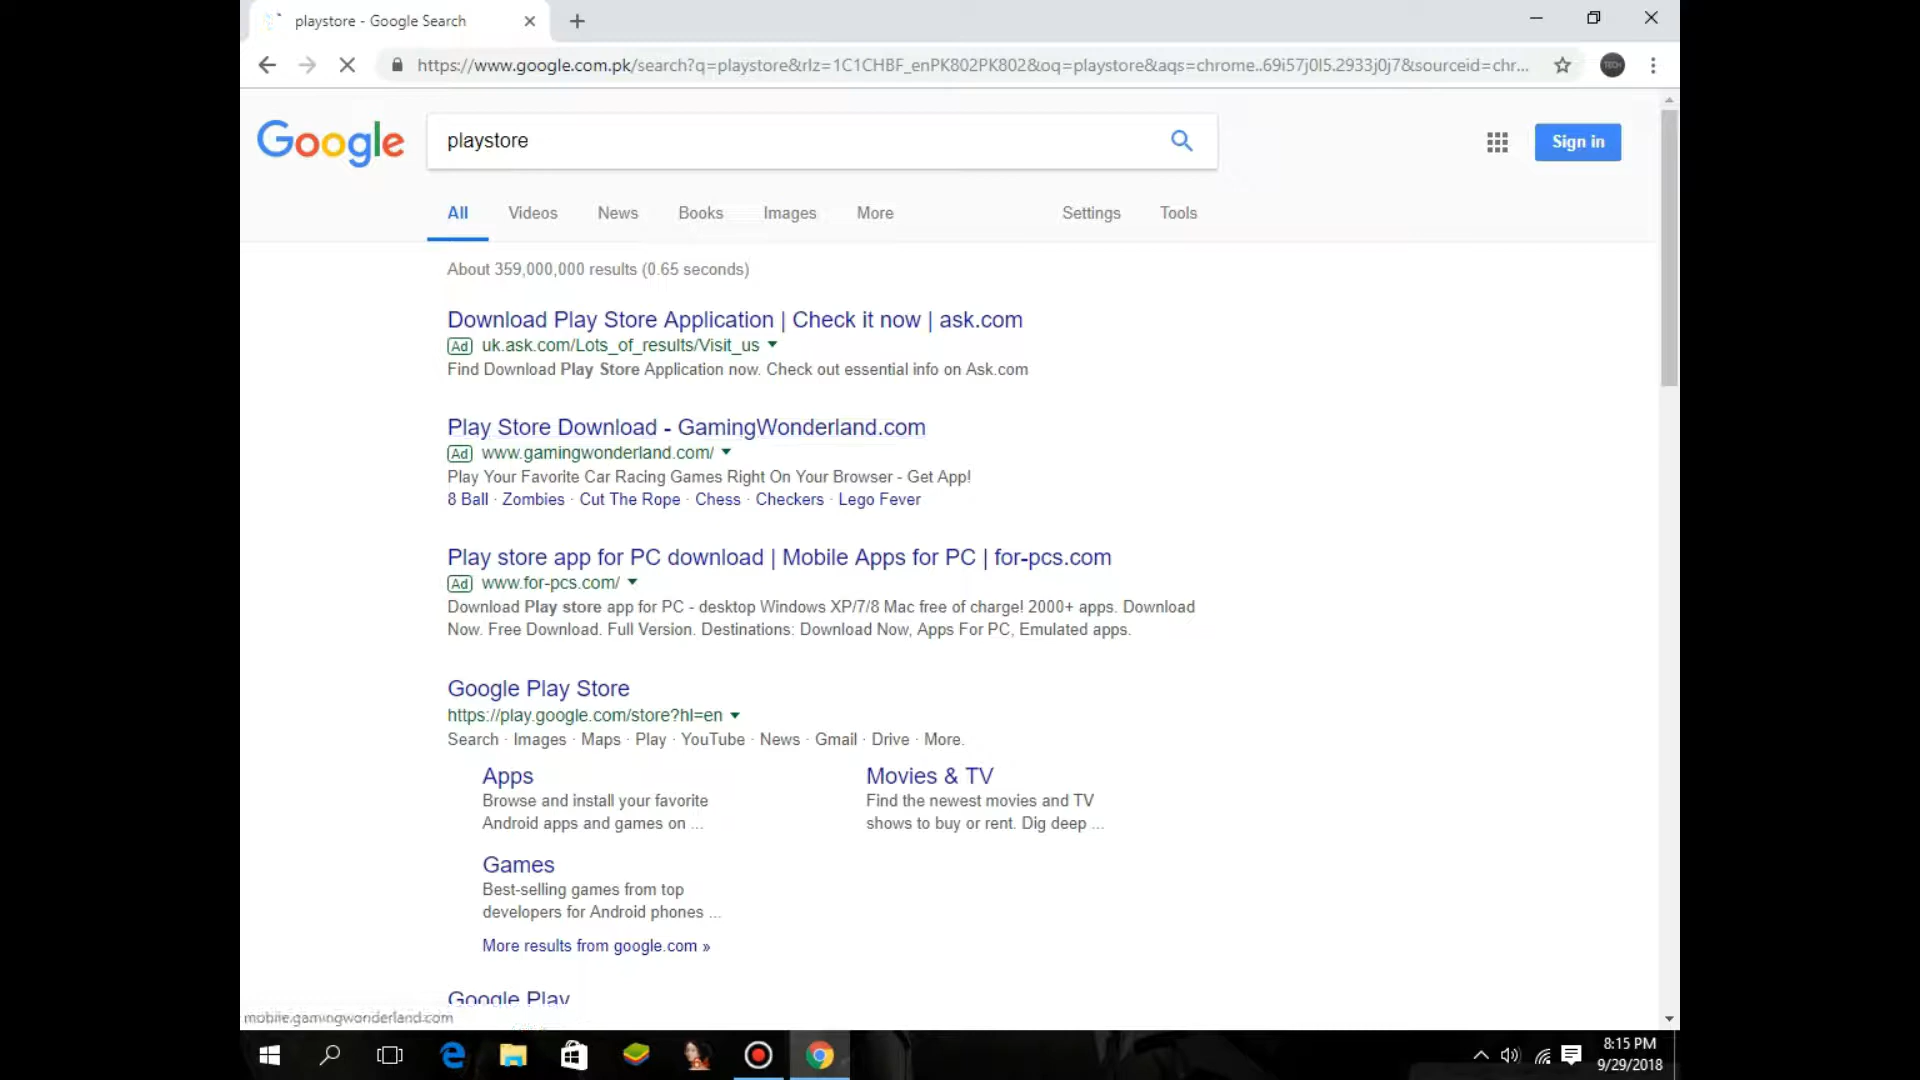 playstore - Google Search
https://www.google.com.pk/search?q=playstore&rlz=1C1CHBF_enPK802PK802&oq=playstore&aqs=chrome..69i57j0l5.2933j0j7&sourceid=chr...
TECH
Google
playstore
Sign in
All Videos News Books Images More Settings Tools
About 359,000,000 results (0.65 seconds)
Download Play Store Application | Check it now | ask.com
Ad uk.ask.com/Lots_of_results/Visit_us
Find Download Play Store Application now. Check out essential info on Ask.com
Play Store Download - GamingWonderland.com
Ad www.gamingwonderland.com/
Play Your Favorite Car Racing Games Right On Your Browser - Get App!
8 Ball · Zombies · Cut The Rope · Chess · Checkers · Lego Fever
Play store app for PC download | Mobile Apps for PC | for-pcs.com
Ad www.for-pcs.com/
Download Play store app for PC - desktop Windows XP/7/8 Mac free of charge! 2000+ apps. Download
Now. Free Download. Full Version. Destinations: Download Now, Apps For PC, Emulated apps.
Google Play Store
https://play.google.com/store?hl=en
Search · Images · Maps · Play · YouTube · News · Gmail · Drive · More.
Apps
Browse and install your favorite
Android apps and games on ...
Movies & TV
Find the newest movies and TV
shows to buy or rent. Dig deep ...
Games
Best-selling games from top
developers for Android phones ...
More results from google.com »
Google Play
mobile.gamingwonderland.com
8:15 PM
9/29/2018